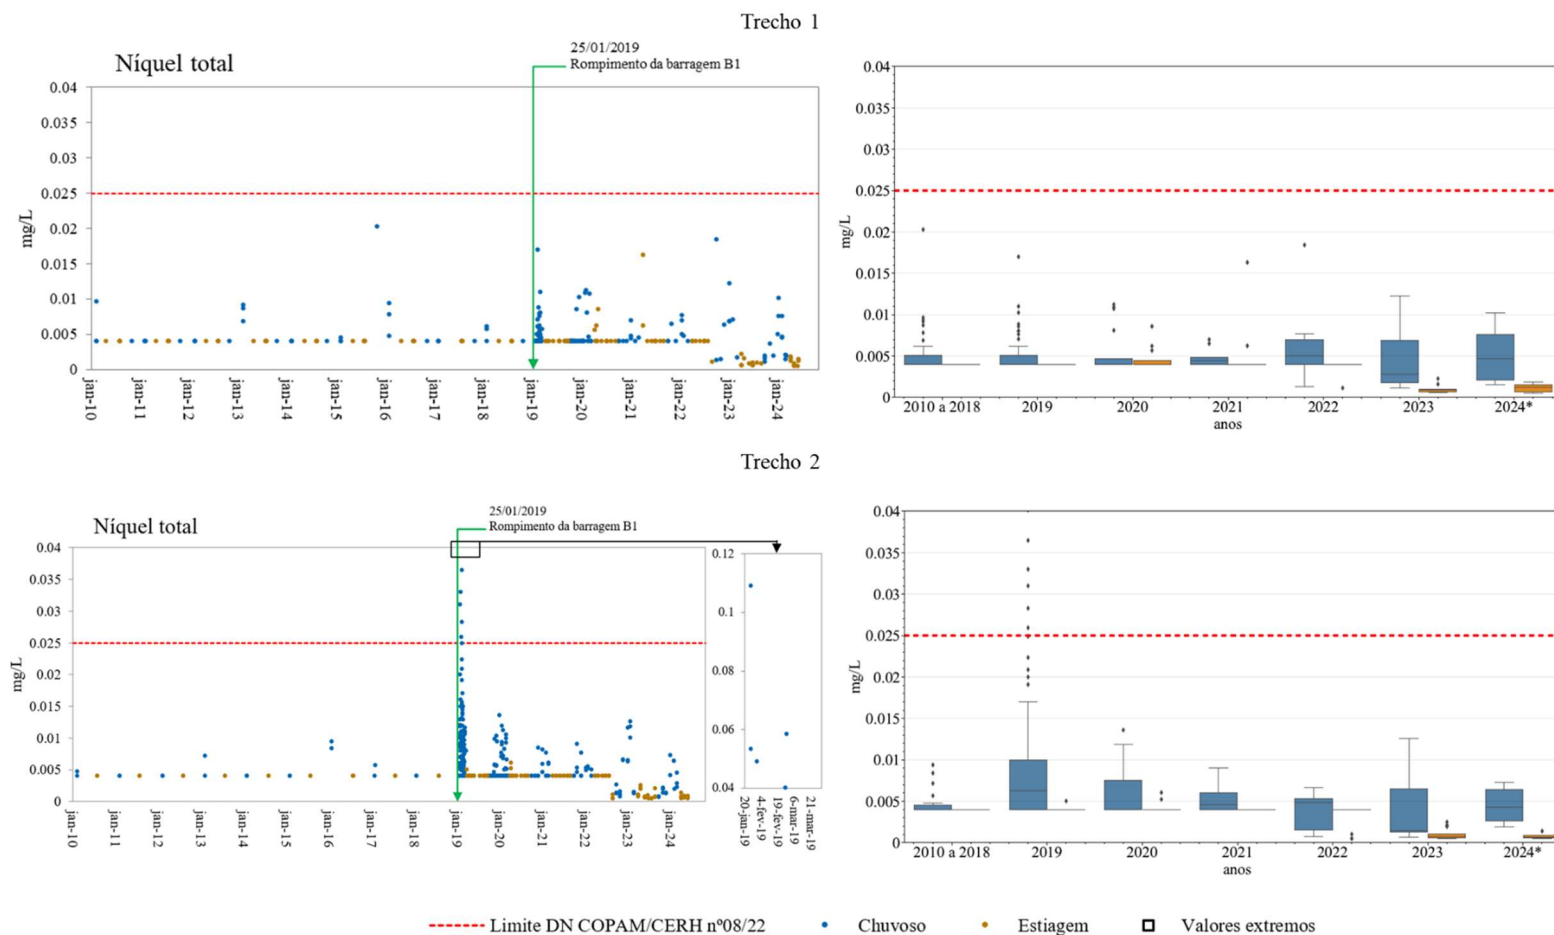 Trecho 1
Níquel total
25/01/2019
Rompimento da barragem B1
mg/L
0.04
0.035
0.03
0.025
0.02
0.015
0.01
0.005
0
jan-10
jan-11
jan-12
jan-13
jan-14
jan-15
jan-16
jan-17
jan-18
jan-19
jan-20
jan-21
jan-22
jan-23
jan-24
mg/L
0.04
0.035
0.03
0.025
0.02
0.015
0.01
0.005
0
2010 a 2018 2019 2020 2021 2022 2023 2024*
anos
Trecho 2
Níquel total
25/01/2019
Rompimento da barragem B1
mg/L
0.04
0.035
0.03
0.025
0.02
0.015
0.01
0.005
0
jan-10
jan-11
jan-12
jan-13
jan-14
jan-15
jan-16
jan-17
jan-18
jan-19
jan-20
jan-21
jan-22
jan-23
jan-24
0.12
0.1
0.08
0.06
0.04
20-jan-19
4-fev-19
19-fev-19
6-mar-19
21-mar-19
mg/L
0.04
0.035
0.03
0.025
0.02
0.015
0.01
0.005
0
2010 a 2018 2019 2020 2021 2022 2023 2024*
anos
Limite DN COPAM/CERH nº08/22 Chuvoso Estiagem Valores extremos